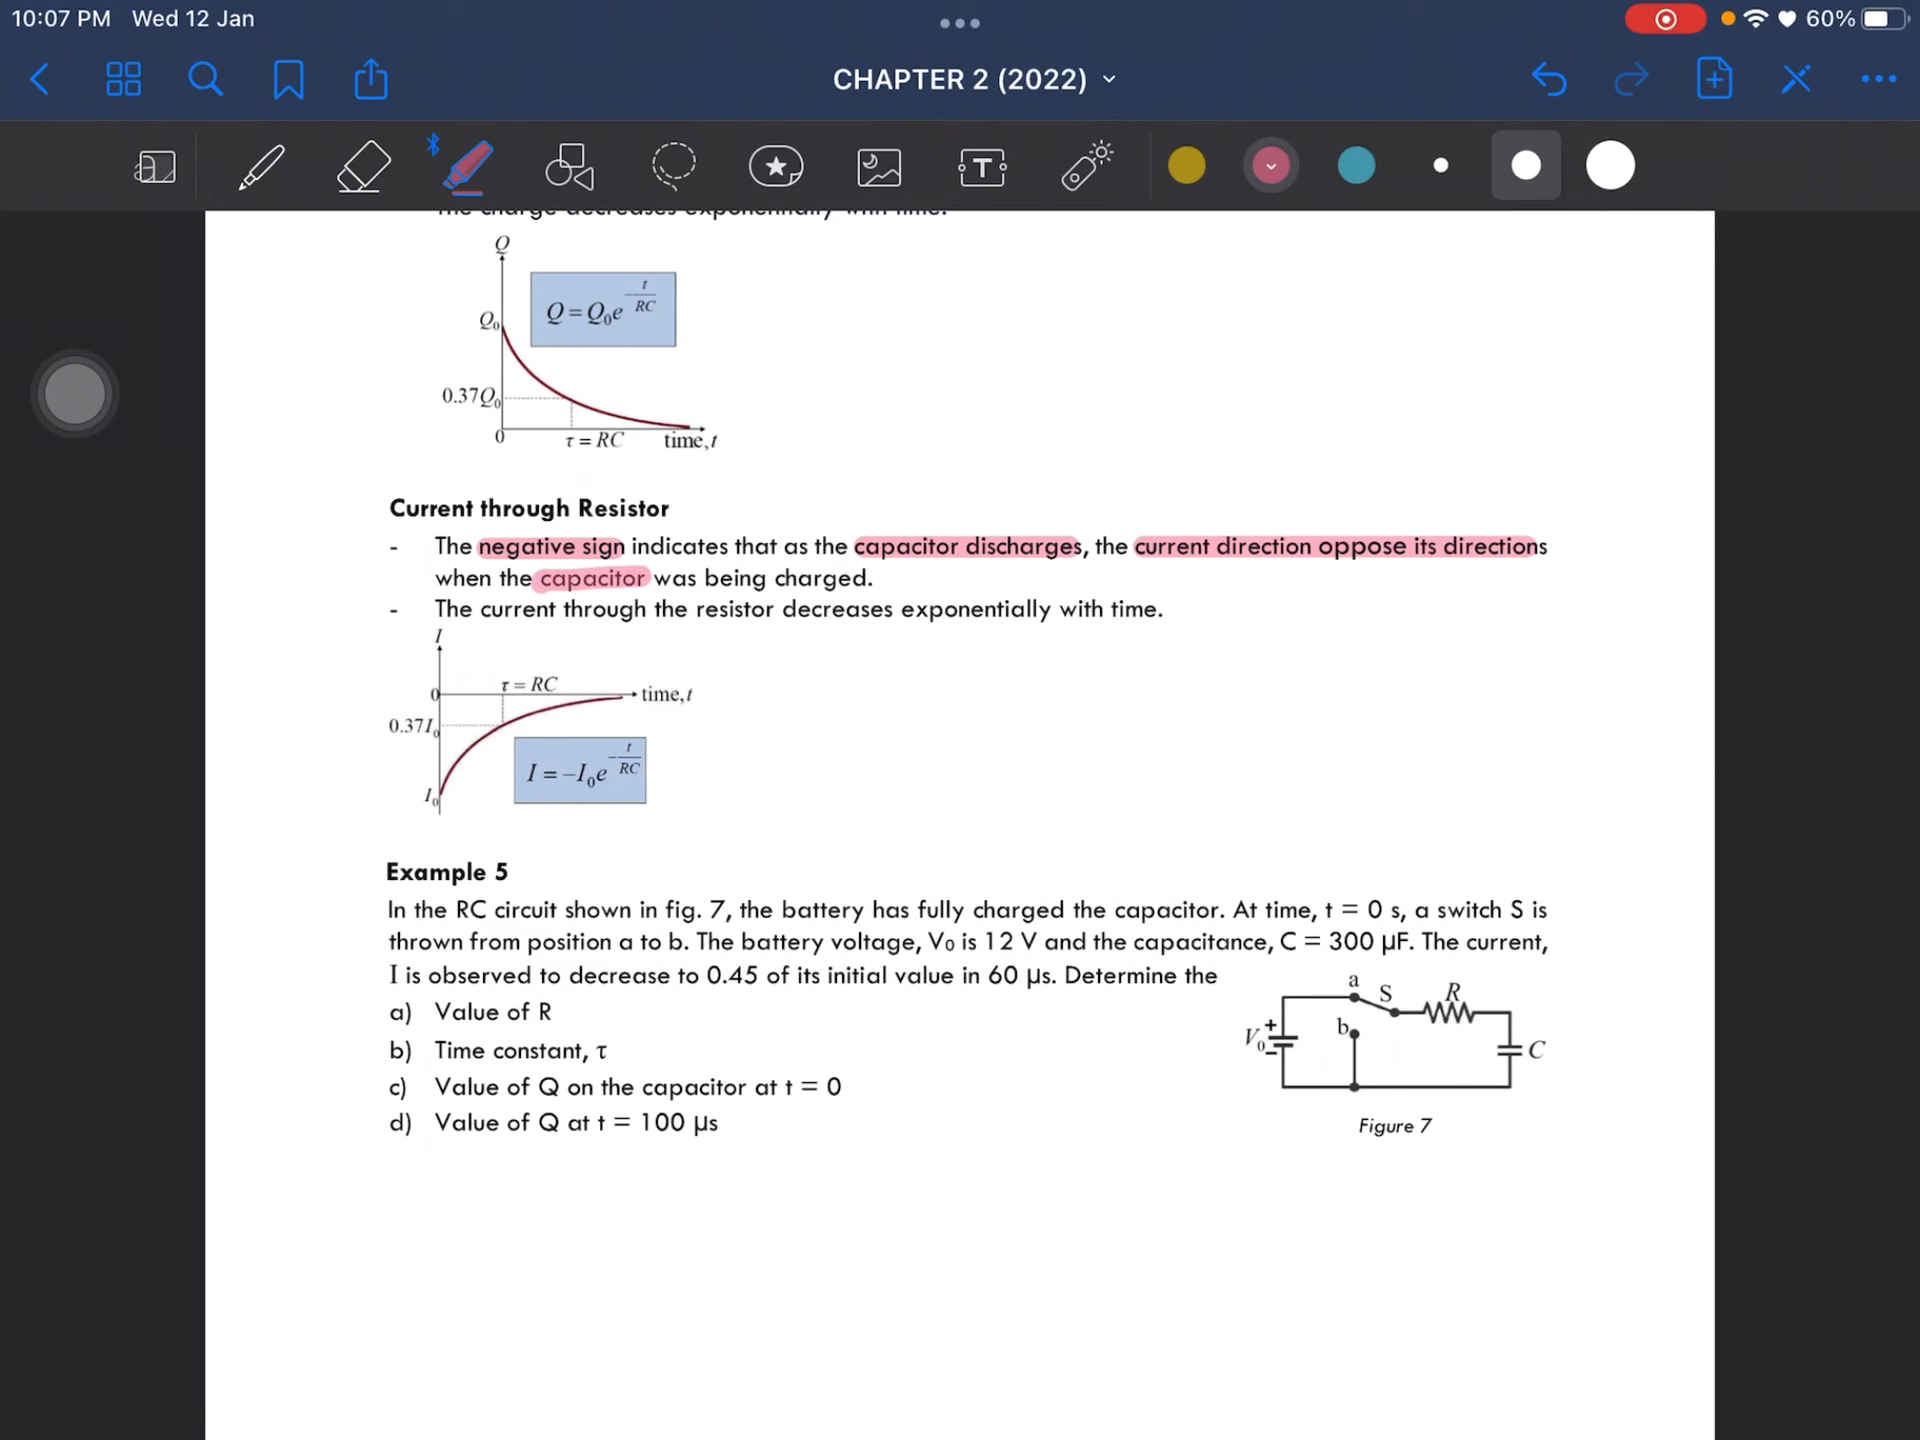 10:07 PM Wed 12 Jan
60%
CHAPTER 2 (2022)
The charge decreases exponentially with time.
Q
Q = Q₀e^(-t/RC)
Q₀
0.37Q₀
0
τ = RC
time, t
Current through Resistor
- The negative sign indicates that as the capacitor discharges, the current direction oppose its directions
when the capacitor was being charged.
- The current through the resistor decreases exponentially with time.
I
τ = RC
0
time, t
0.37I₀
I = –I₀e^(-t/RC)
I₀
Example 5
In the RC circuit shown in fig. 7, the battery has fully charged the capacitor. At time, t = 0 s, a switch S is
thrown from position a to b. The battery voltage, V₀ is 12 V and the capacitance, C = 300 µF. The current,
I is observed to decrease to 0.45 of its initial value in 60 µs. Determine the
a) Value of R
b) Time constant, τ
c) Value of Q on the capacitor at t = 0
d) Value of Q at t = 100 µs
a
S
R
b
V₀
+
–
C
Figure 7